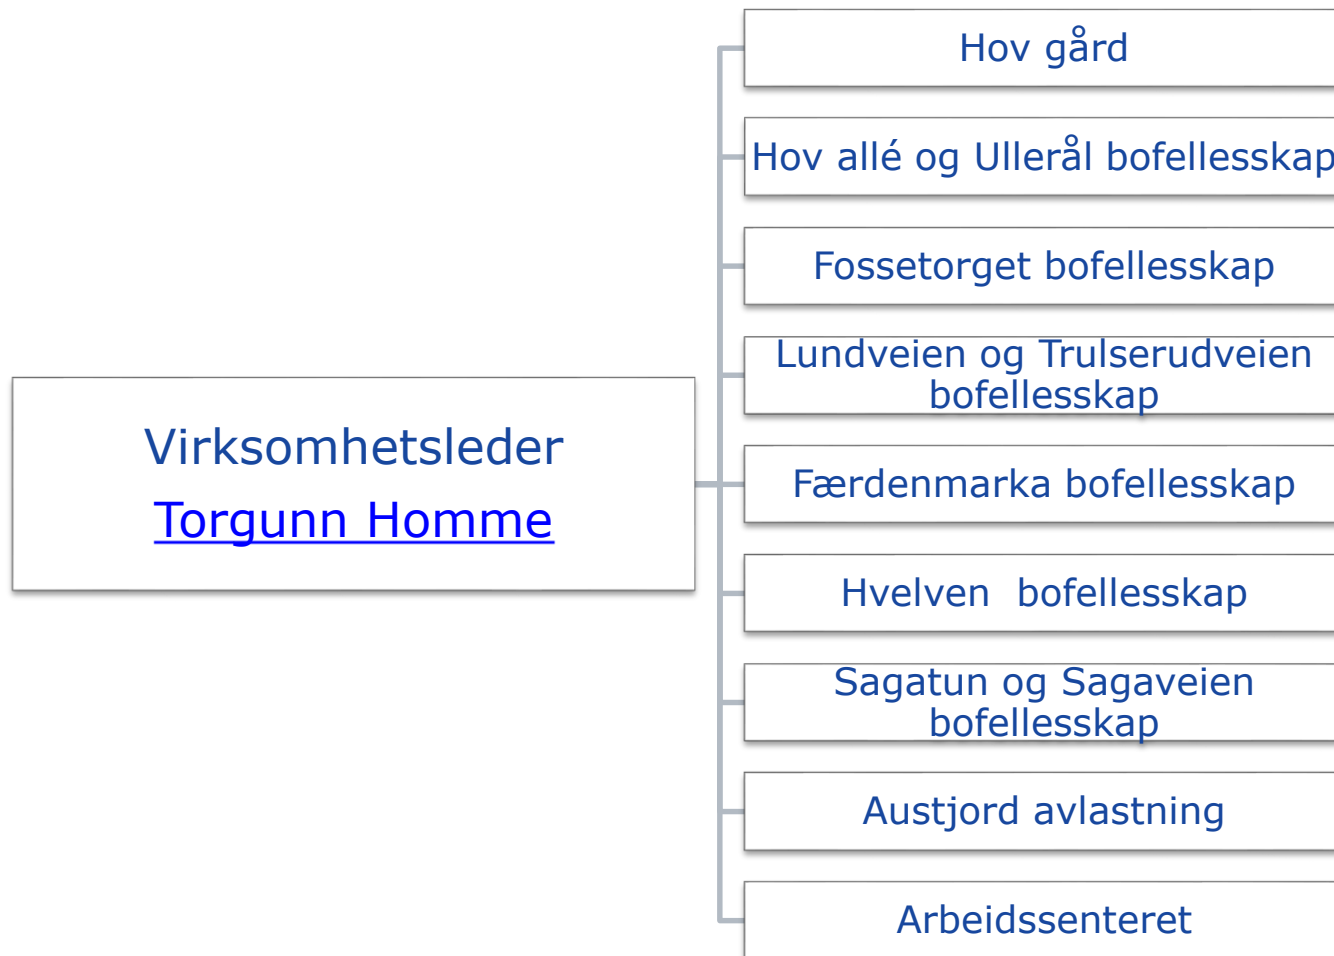 Virksomhetsleder
Torgunn Homme
Hov gård
Hov allé og Ullerål bofellesskap
Fossetorget bofellesskap
Lundveien og Trulserudveien
bofellesskap
Færdenmarka bofellesskap
Hvelven  bofellesskap
Sagatun og Sagaveien
bofellesskap
Austjord avlastning
Arbeidssenteret